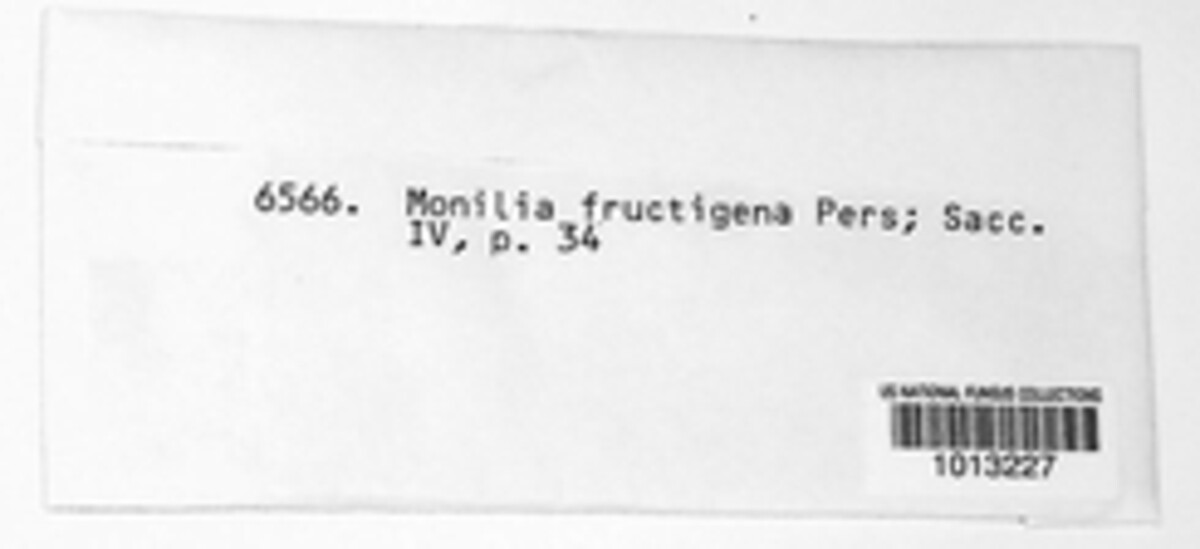 6566. Monilia fructigena Pers; Sacc.
IV, p. 34
US NATIONAL FUNGUS COLLECTIONS
1013227